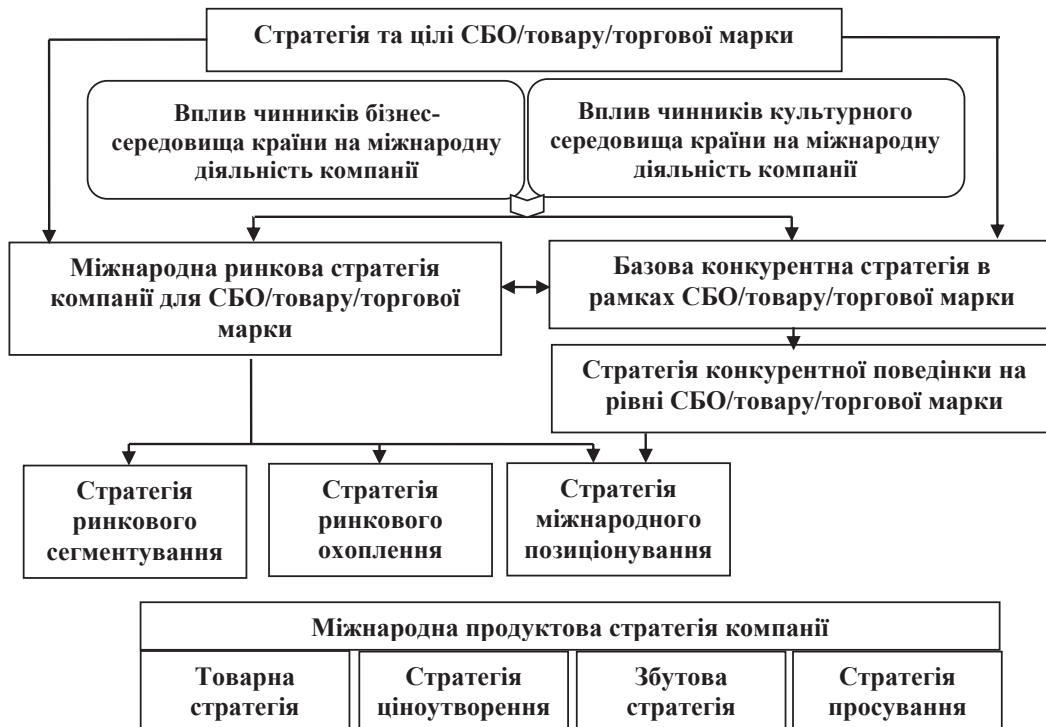 Стратегія та цілі СБО/товару/торгової марки
Вплив чинників бізнес-
середовища країни на міжнародну
діяльність компанії
Вплив чинників культурного
середовища країни на міжнародну
діяльність компанії
Міжнародна ринкова стратегія
компанії для СБО/товару/торгової
марки
Базова конкурентна стратегія в
рамках СБО/товару/торгової марки
Стратегія конкурентної поведінки на
рівні СБО/товару/торгової марки
Стратегія
ринкового
сегментування
Стратегія
ринкового
охоплення
Стратегія
міжнародного
позиціонування
Міжнародна продуктова стратегія компанії
Товарна
стратегія
Стратегія
ціноутворення
Збутова
стратегія
Стратегія
просування